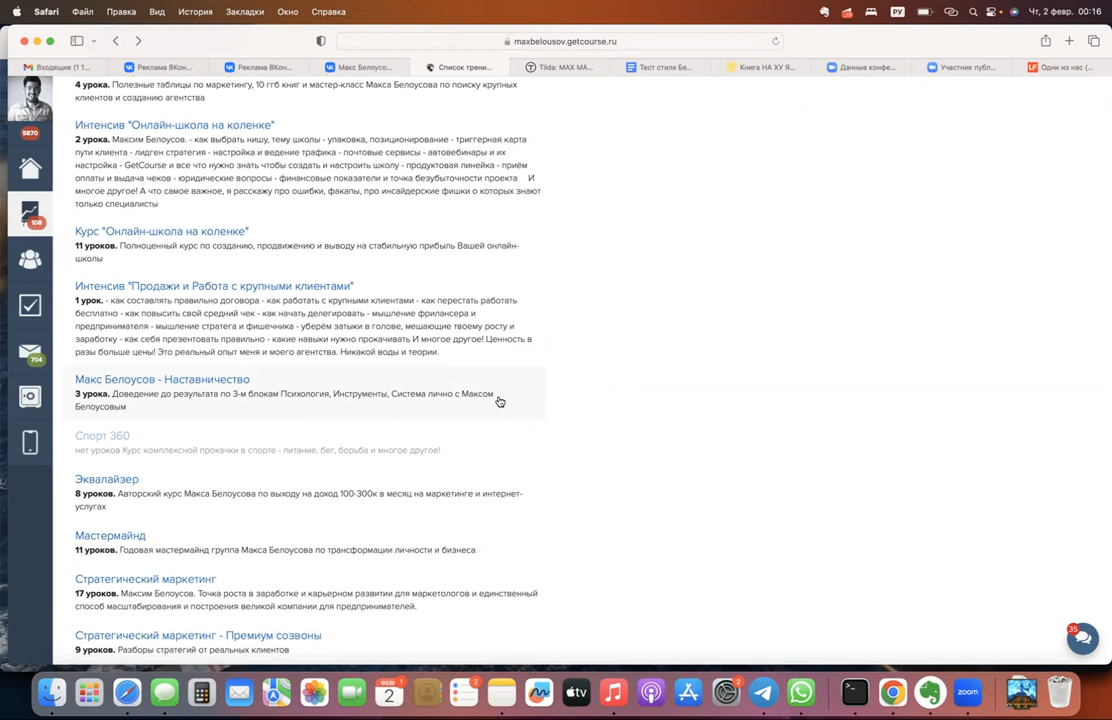 Safari Файл Правка Вид История Закладки Окно Справка РУ Чт, 2 февр. 00:16
maxbelousov.getcourse.ru
Входящие (1 1... Реклама ВКон... Реклама ВКон... Макс Белоусо... Список трени... Tilda: MAX MA... Тест стиля Бе... Книга НА ХУ Я... Данные конфе... Участник публ... Одни из нас (...
4 урока. Полезные таблицы по маркетингу, 10 ггб книг и мастер-класс Макса Белоусова по поиску крупных
клиентов и созданию агентства
5870
Интенсив "Онлайн-школа на коленке"
2 урока. Максим Белоусов. - как выбрать нишу, тему школы - упаковка, позиционирование - триггерная карта
пути клиента - лидген стратегия - настройка и ведение трафика - почтовые сервисы - автовебинары и их
настройка - GetCourse и все что нужно знать чтобы создать и настроить школу - продуктовая линейка - приём
оплаты и выдача чеков - юридические вопросы - финансовые показатели и точка безубыточности проекта И
многое другое! А что самое важное, я расскажу про ошибки, факапы, про инсайдерские фишки о которых знают
только специалисты
108
Курс "Онлайн-школа на коленке"
11 уроков. Полноценный курс по созданию, продвижению и выводу на стабильную прибыль Вашей онлайн-
школы
Интенсив "Продажи и Работа с крупными клиентами"
1 урок. - как составлять правильно договора - как работать с крупными клиентами - как перестать работать
бесплатно - как повысить свой средний чек - как начать делегировать - мышление фрилансера и
предпринимателя - мышление стратега и фишечника - уберём затыки в голове, мешающие твоему росту и
заработку - как себя презентовать правильно - какие навыки нужно прокачивать И многое другое! Ценность в
разы больше цены! Это реальный опыт меня и моего агентства. Никакой воды и теории.
704
Макс Белоусов - Наставничество
3 урока. Доведение до результата по 3-м блокам Психология, Инструменты, Система лично с Максом
Белоусовым
Спорт 360
нет уроков Курс комплексной прокачки в спорте - питание, бег, борьба и многое другое!
Эквалайзер
8 уроков. Авторский курс Макса Белоусова по выходу на доход 100-300к в месяц на маркетинге и интернет-
услугах
Мастермайнд
11 уроков. Годовая мастермайнд группа Макса Белоусова по трансформации личности и бизнеса
Стратегический маркетинг
17 уроков. Максим Белоусов. Точка роста в заработке и карьерном развитии для маркетологов и единственный
способ масштабирования и построения великой компании для предпринимателей.
Стратегический маркетинг - Премиум созвоны
9 уроков. Разборы стратегий от реальных клиентов
35
2
1
2
2
tv
zoom